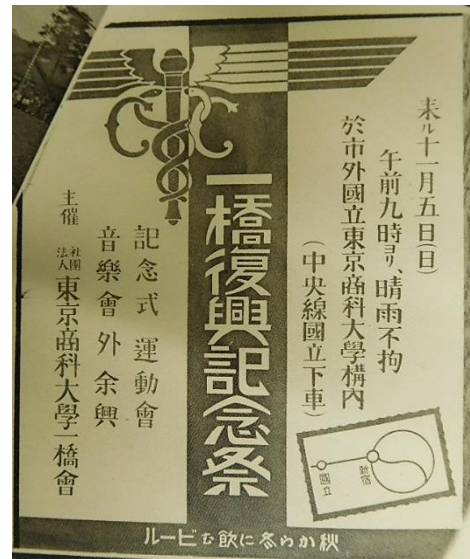 来ル十一月五日(日)
午前九時ヨリ、晴雨不拘
於市外國立東京商科大學構内
(中央線國立下車)
一橋復興記念祭
記念式 運動會
音樂會 外 余興
主催 社團法人 東京商科大學一橋會
新宿
國立
秋から冬に飲むビール